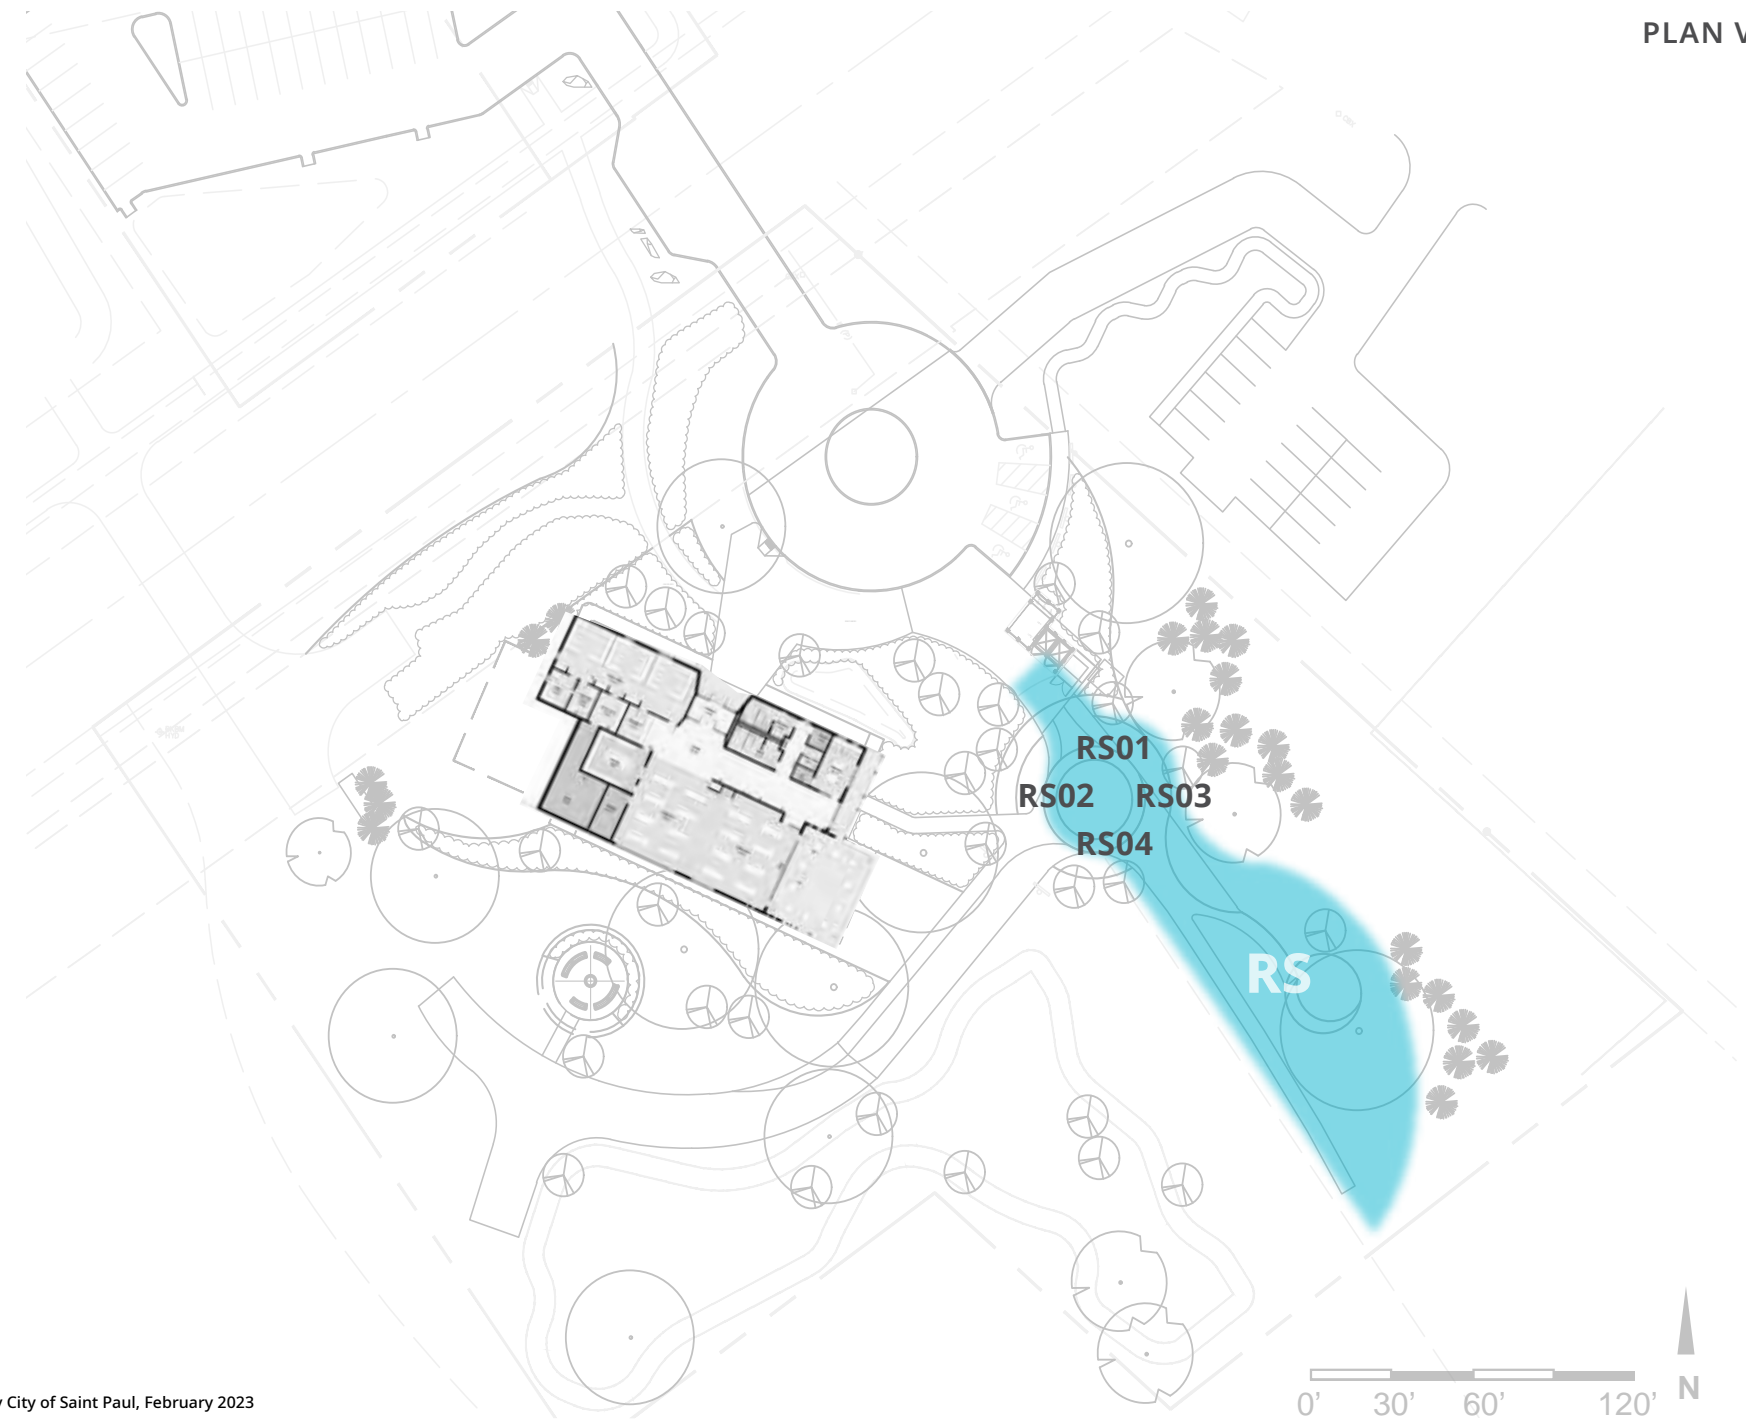 PLAN V
RS01
RS02 RS03
RS04
RS
0' 30' 60' 120' N
City of Saint Paul, February 2023